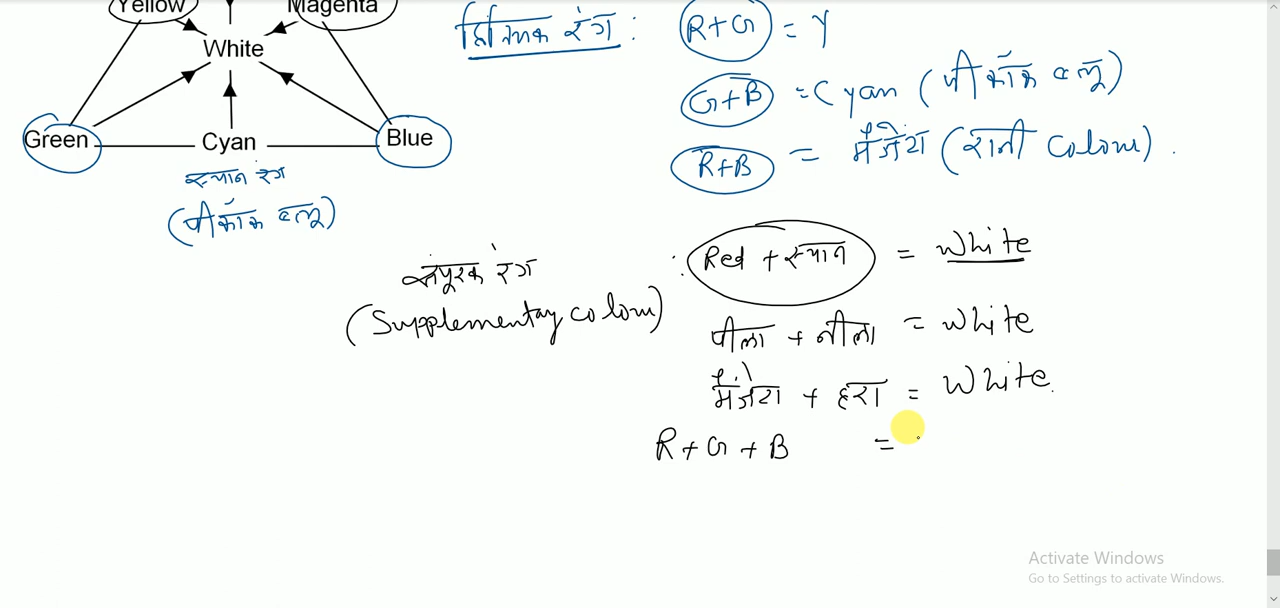 Yellow
Magenta
White
Green
Cyan
Blue
स्यान रंग
(पीकॉक ब्लू)
द्वितीयक रंग :
R+G = Y
G+B = Cyan (पीकॉक ब्लू)
R+B = मैजेंटा (रानी colour)
संपूरक रंग
(Supplementary colour)
: Red + स्यान = White
पीला + नीला = White
मैजेंटा + हरा = White
R+G+B =
Activate Windows
Go to Settings to activate Windows.